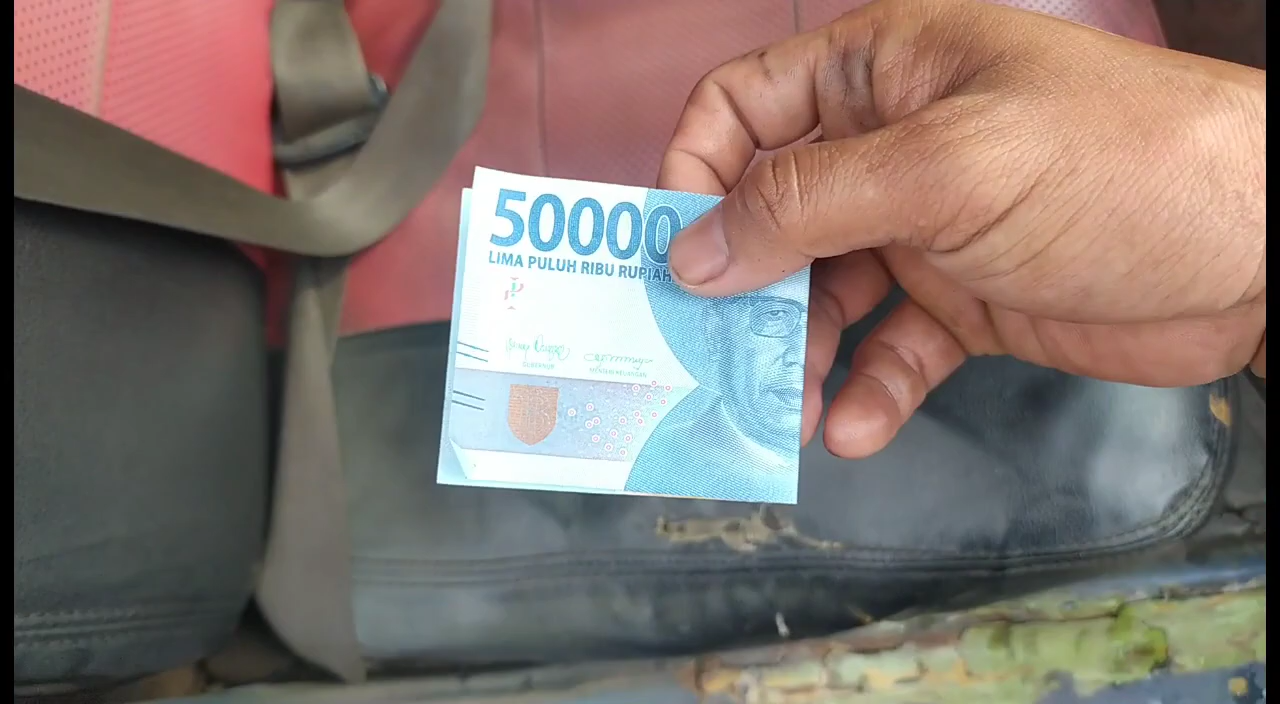 50000
LIMA PULUH RIBU RUPIAH
GUBERNUR
MENTERI KEUANGAN